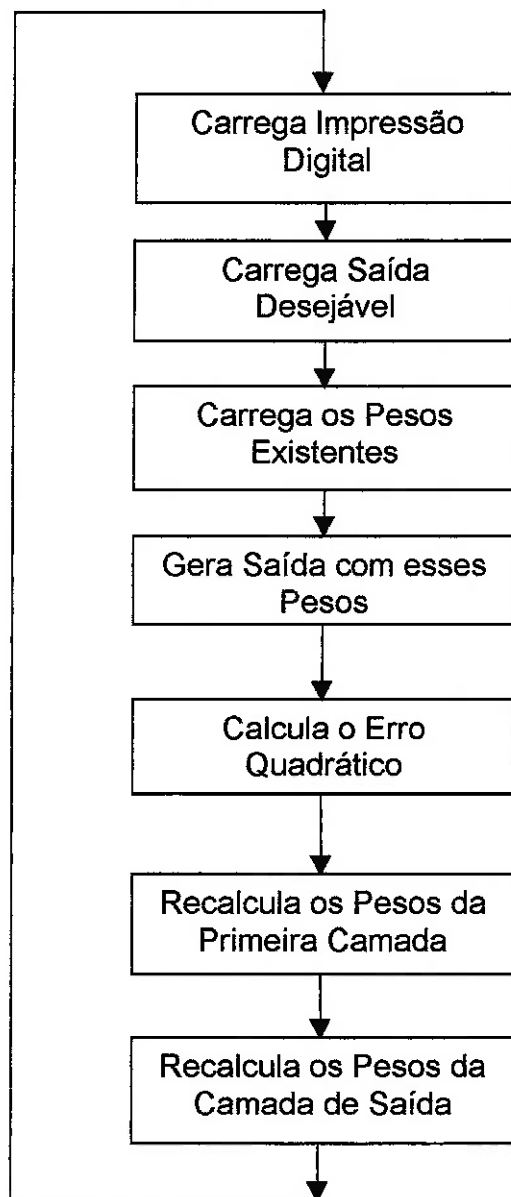 Carrega Impressão
Digital
Carrega Saída
Desejável
Carrega os Pesos
Existentes
Gera Saída com esses
Pesos
Calcula o Erro
Quadrático
Recalcula os Pesos da
Primeira Camada
Recalcula os Pesos da
Camada de Saída